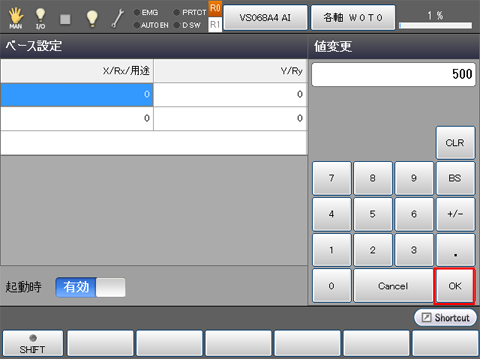 MAN I/O EMG PRTCT AUTO EN D SW R0 R1 VS068A4 AI 各軸 W0T0 1 %
ベース設定 値変更
X/Rx/用途 Y/Ry 500
0 0
0 0
CLR
7 8 9 BS
4 5 6 +/-
1 2 3 .
起動時 有効 0 Cancel OK
Shortcut
SHIFT